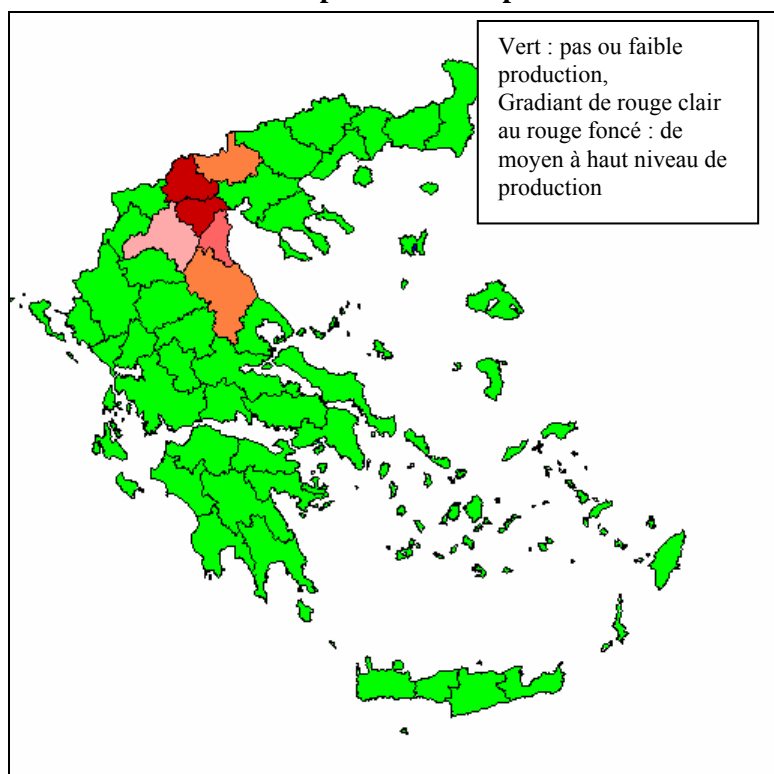 Vert : pas ou faible
production,
Gradiant de rouge clair
au rouge foncé : de
moyen à haut niveau de
production